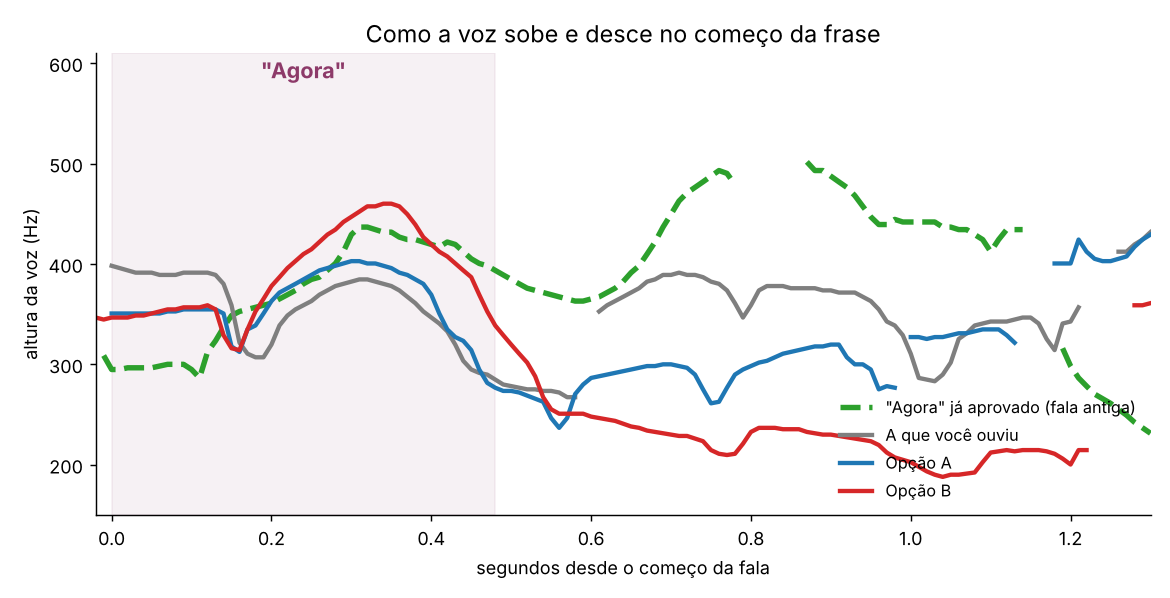 Como a voz sobe e desce no começo da frase
"Agora"
altura da voz (Hz)
600
500
400
300
200
"Agora" já aprovado (fala antiga)
A que você ouviu
Opção A
Opção B
0.0 0.2 0.4 0.6 0.8 1.0 1.2
segundos desde o começo da fala